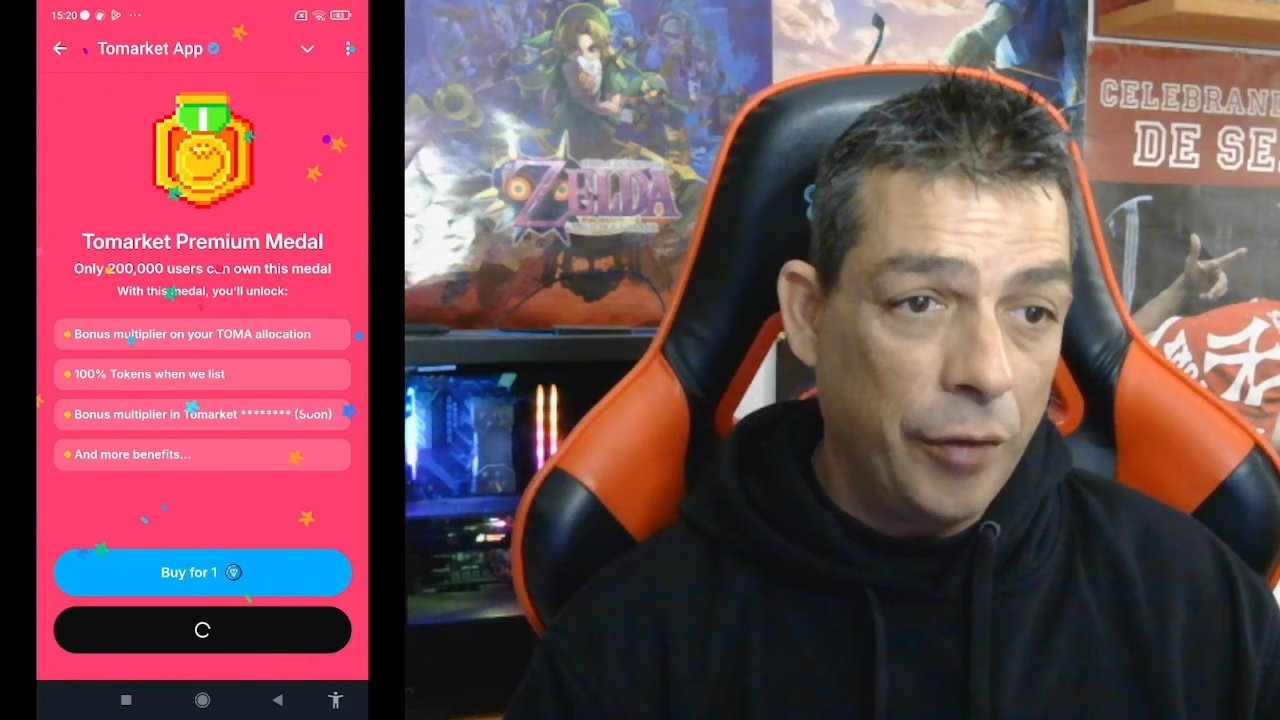 15:20
43
Tomarket App
Tomarket Premium Medal
Only 200,000 users can own this medal
With this medal, you'll unlock:
Bonus multiplier on your TOMA allocation
100% Tokens when we list
Bonus multiplier in Tomarket ******** (Soon)
And more benefits...
Buy for 1
ZELDA
CELEBRAND
DE SE